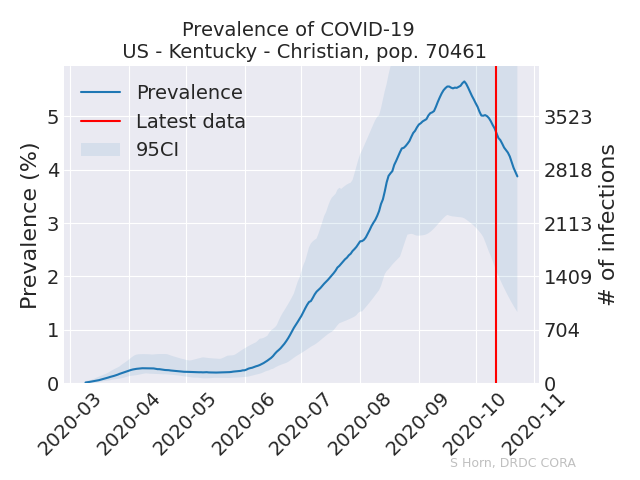 Prevalence of COVID-19
US - Kentucky - Christian, pop. 70461
Prevalence
Latest data
95CI
Prevalence (%)
5
4
3
2
1
0
3523
2818
2113
1409
704
0
# of infections
2020-03
2020-04
2020-05
2020-06
2020-07
2020-08
2020-09
2020-10
2020-11
S Horn, DRDC CORA